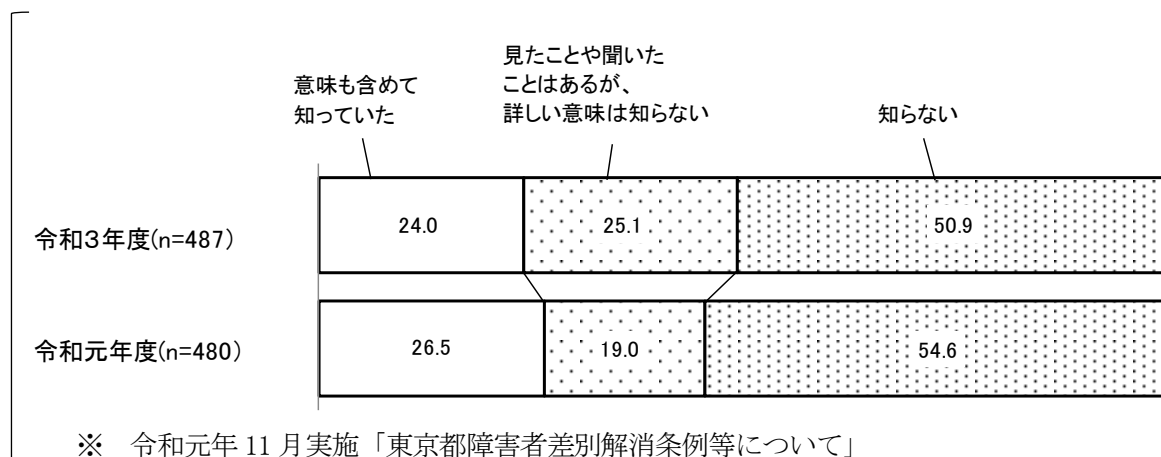 意味も含めて
知っていた
見たことや聞いた
ことはあるが、
詳しい意味は知らない
知らない
令和3年度(n=487)
24.0
25.1
50.9
令和元年度(n=480)
26.5
19.0
54.6
※　令和元年 11 月実施「東京都障害者差別解消条例等について」